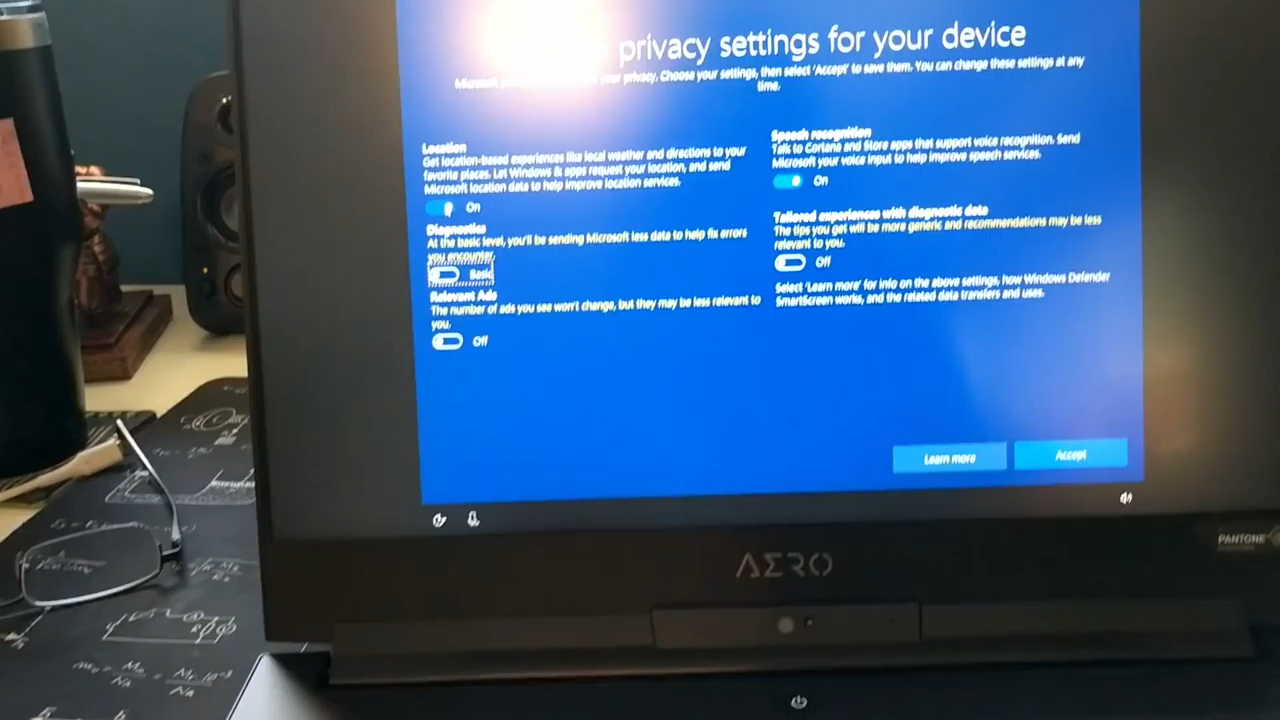 privacy settings for your device
Microsoft your privacy. Choose your settings, then select 'Accept' to save them. You can change these settings at any
time.
Location
Get location-based experiences like local weather and directions to your
favorite places. Let Windows & apps request your location, and send
Microsoft location data to help improve location services.
On
Diagnostics
At the basic level, you'll be sending Microsoft less data to help fix errors
you encounter.
Basic
Relevant Ads
The number of ads you see won't change, but they may be less relevant to
you.
Off
Speech recognition
Talk to Cortana and Store apps that support voice recognition. Send
Microsoft your voice input to help improve speech services.
On
Tailored experiences with diagnostic data
The tips you get will be more generic and recommendations may be less
relevant to you.
Off
Select 'Learn more' for info on the above settings, how Windows Defender
SmartScreen works, and the related data transfers and uses.
Learn more
Accept
AERO
PANTONE